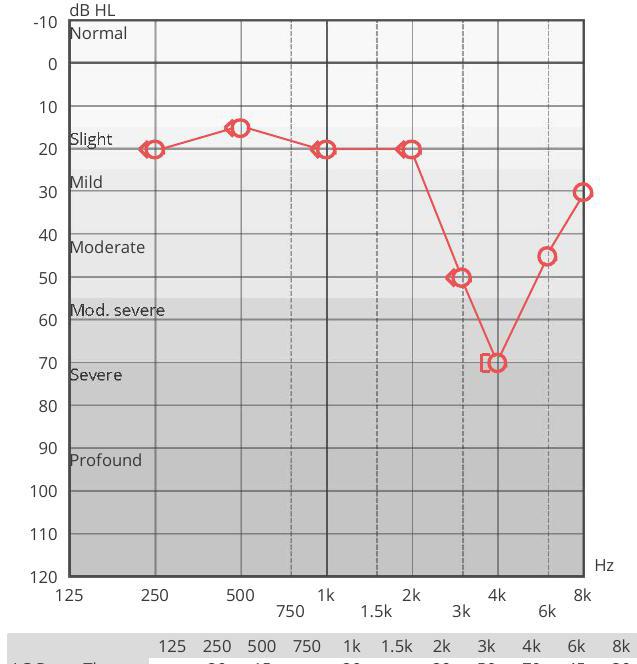 dB HL
-10
Normal
0
10
Slight
20
Mild
30
40
Moderate
50
Mod. severe
60
70
Severe
80
90
Profound
100
110
120
Hz
125 250 500 1k 2k 4k 8k
750 1.5k 3k 6k
125 250 500 750 1k 1.5k 2k 3k 4k 6k 8k